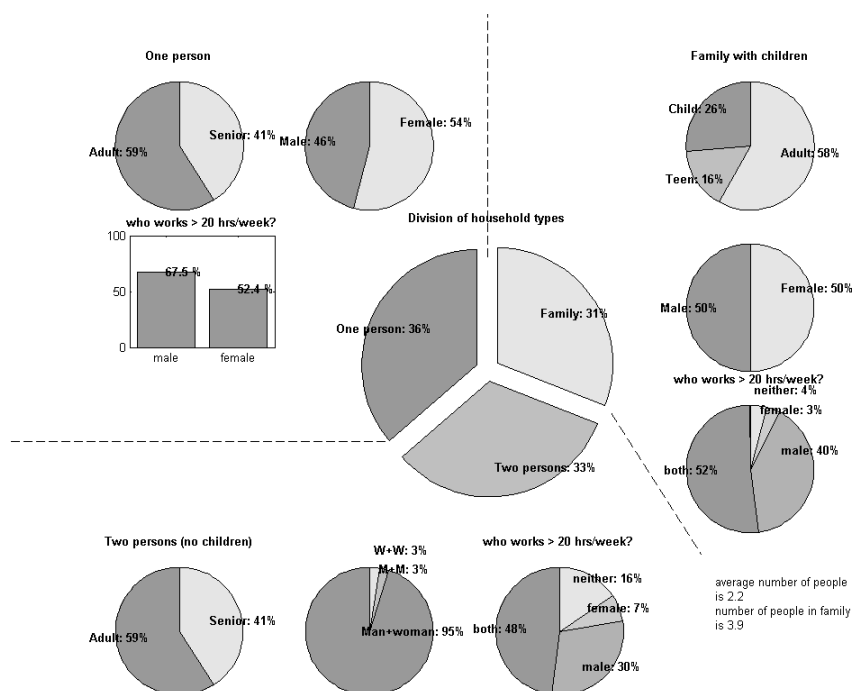 One person
Family with children
Adult: 59%
Senior: 41%
Male: 46%
Female: 54%
Child: 26%
Teen: 16%
Adult: 58%
who works > 20 hrs/week?
100
50
0
67.5 %
52.4 %
male
female
Division of household types
One person: 36%
Family: 31%
Two persons: 33%
Male: 50%
Female: 50%
who works > 20 hrs/week?
neither: 4%
female: 3%
male: 40%
both: 52%
Two persons (no children)
Adult: 59%
Senior: 41%
W+W: 3%
M+M: 3%
Man+woman: 95%
who works > 20 hrs/week?
neither: 16%
female: 7%
both: 48%
male: 30%
average number of people
is 2.2
number of people in family
is 3.9